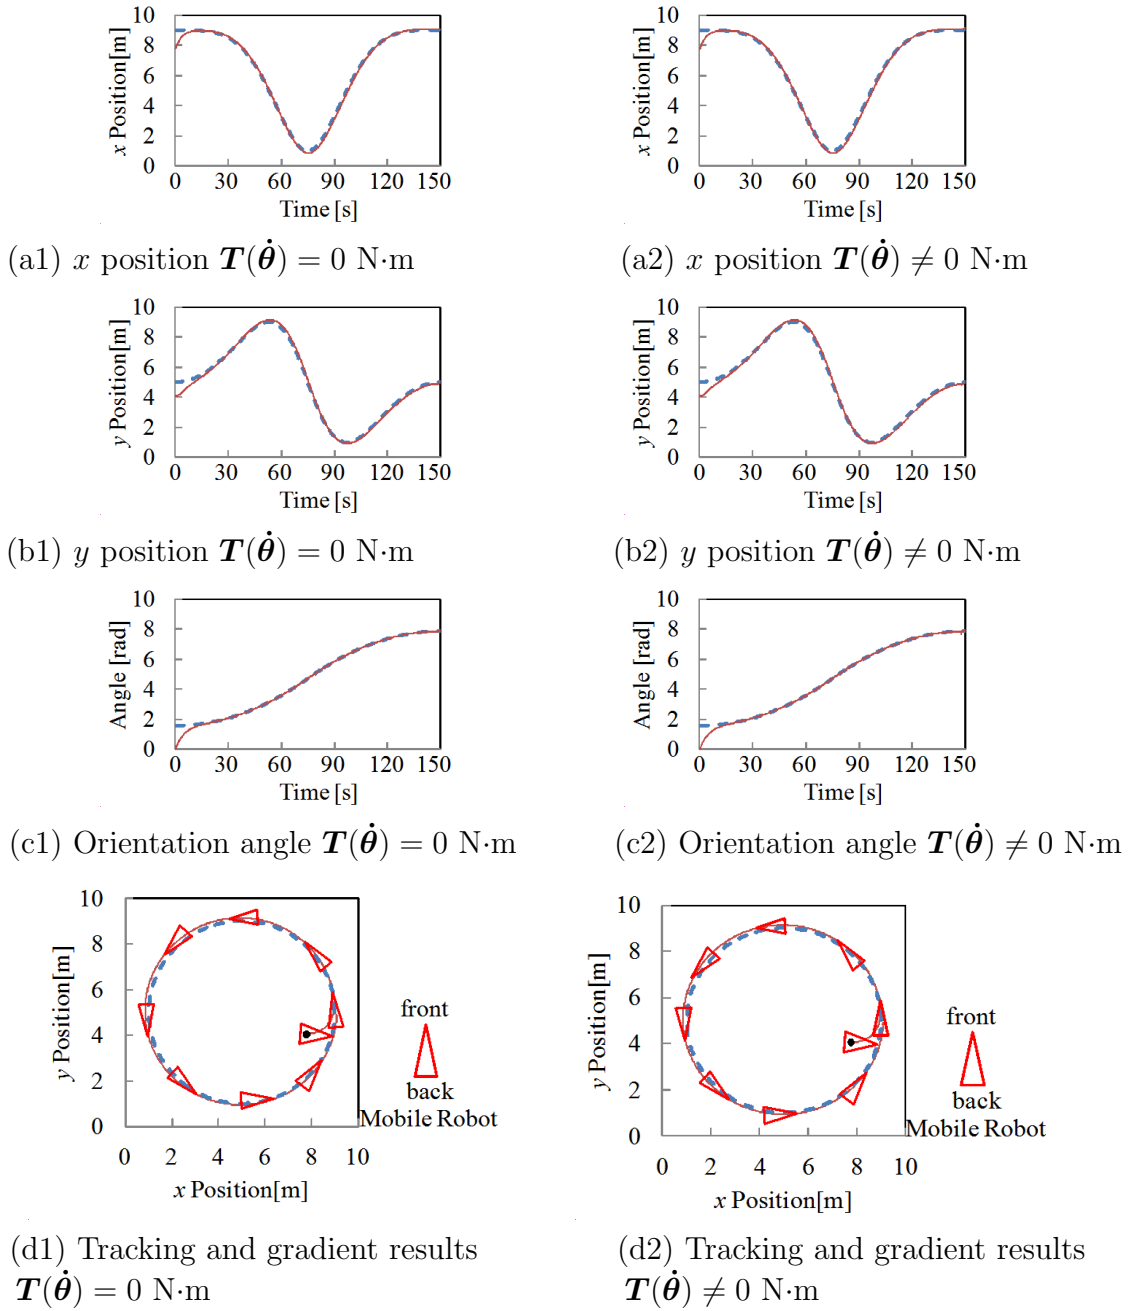 10
8
6
4
2
0
x Position[m]
0 30 60 90 120 150
Time [s]
(a1) x position T(θ̇) = 0 N·m
10
8
6
4
2
0
x Position[m]
0 30 60 90 120 150
Time [s]
(a2) x position T(θ̇) ≠ 0 N·m
10
8
6
4
2
0
y Position[m]
0 30 60 90 120 150
Time [s]
(b1) y position T(θ̇) = 0 N·m
10
8
6
4
2
0
y Position[m]
0 30 60 90 120 150
Time [s]
(b2) y position T(θ̇) ≠ 0 N·m
10
8
6
4
2
0
Angle [rad]
0 30 60 90 120 150
Time [s]
(c1) Orientation angle T(θ̇) = 0 N·m
10
8
6
4
2
0
Angle [rad]
0 30 60 90 120 150
Time [s]
(c2) Orientation angle T(θ̇) ≠ 0 N·m
10
8
6
4
2
0
y Position[m]
0 2 4 6 8 10
x Position[m]
front
back
Mobile Robot
(d1) Tracking and gradient results
T(θ̇) = 0 N·m
10
8
6
4
2
0
y Position[m]
0 2 4 6 8 10
x Position[m]
front
back
Mobile Robot
(d2) Tracking and gradient results
T(θ̇) ≠ 0 N·m